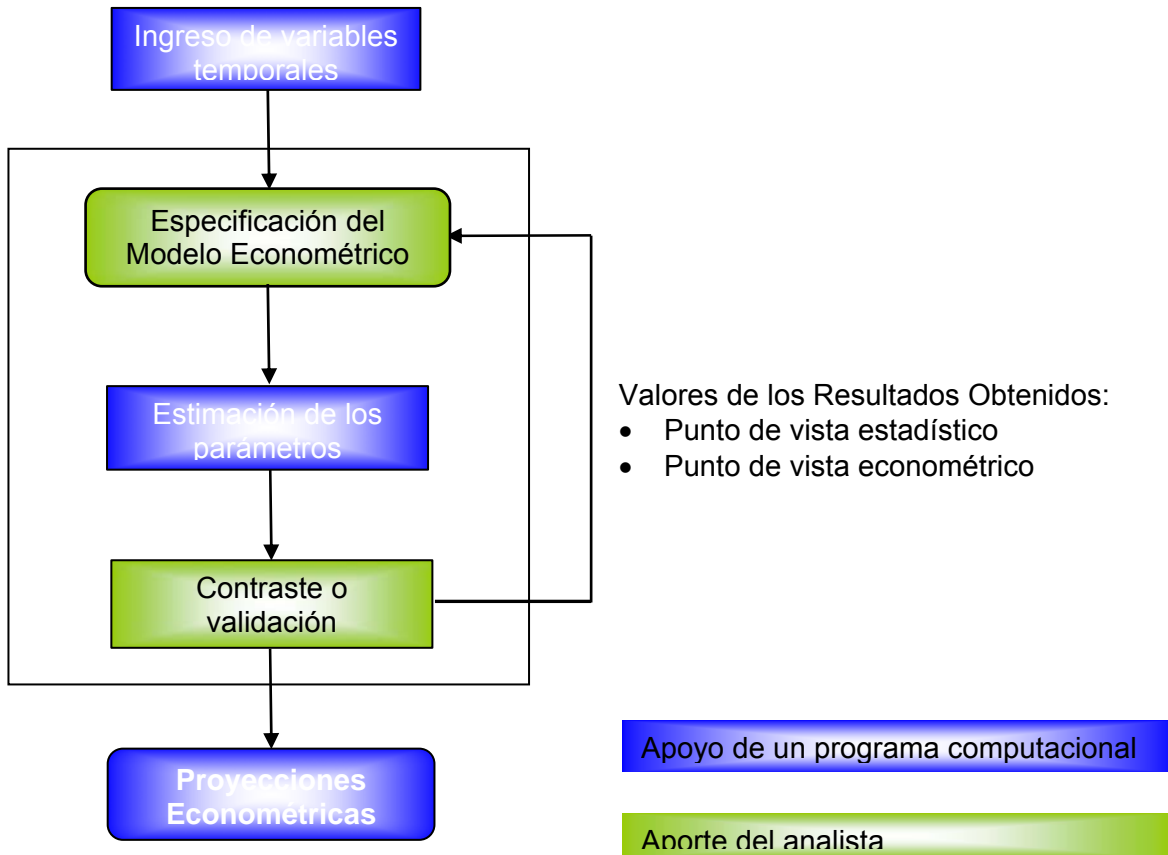 Ingreso de variables
temporales
Especificación del
Modelo Econométrico
Estimación de los
parámetros
Valores de los Resultados Obtenidos:
• Punto de vista estadístico
• Punto de vista econométrico
Contraste o
validación
Proyecciones
Econométricas
Apoyo de un programa computacional
Aporte del analista